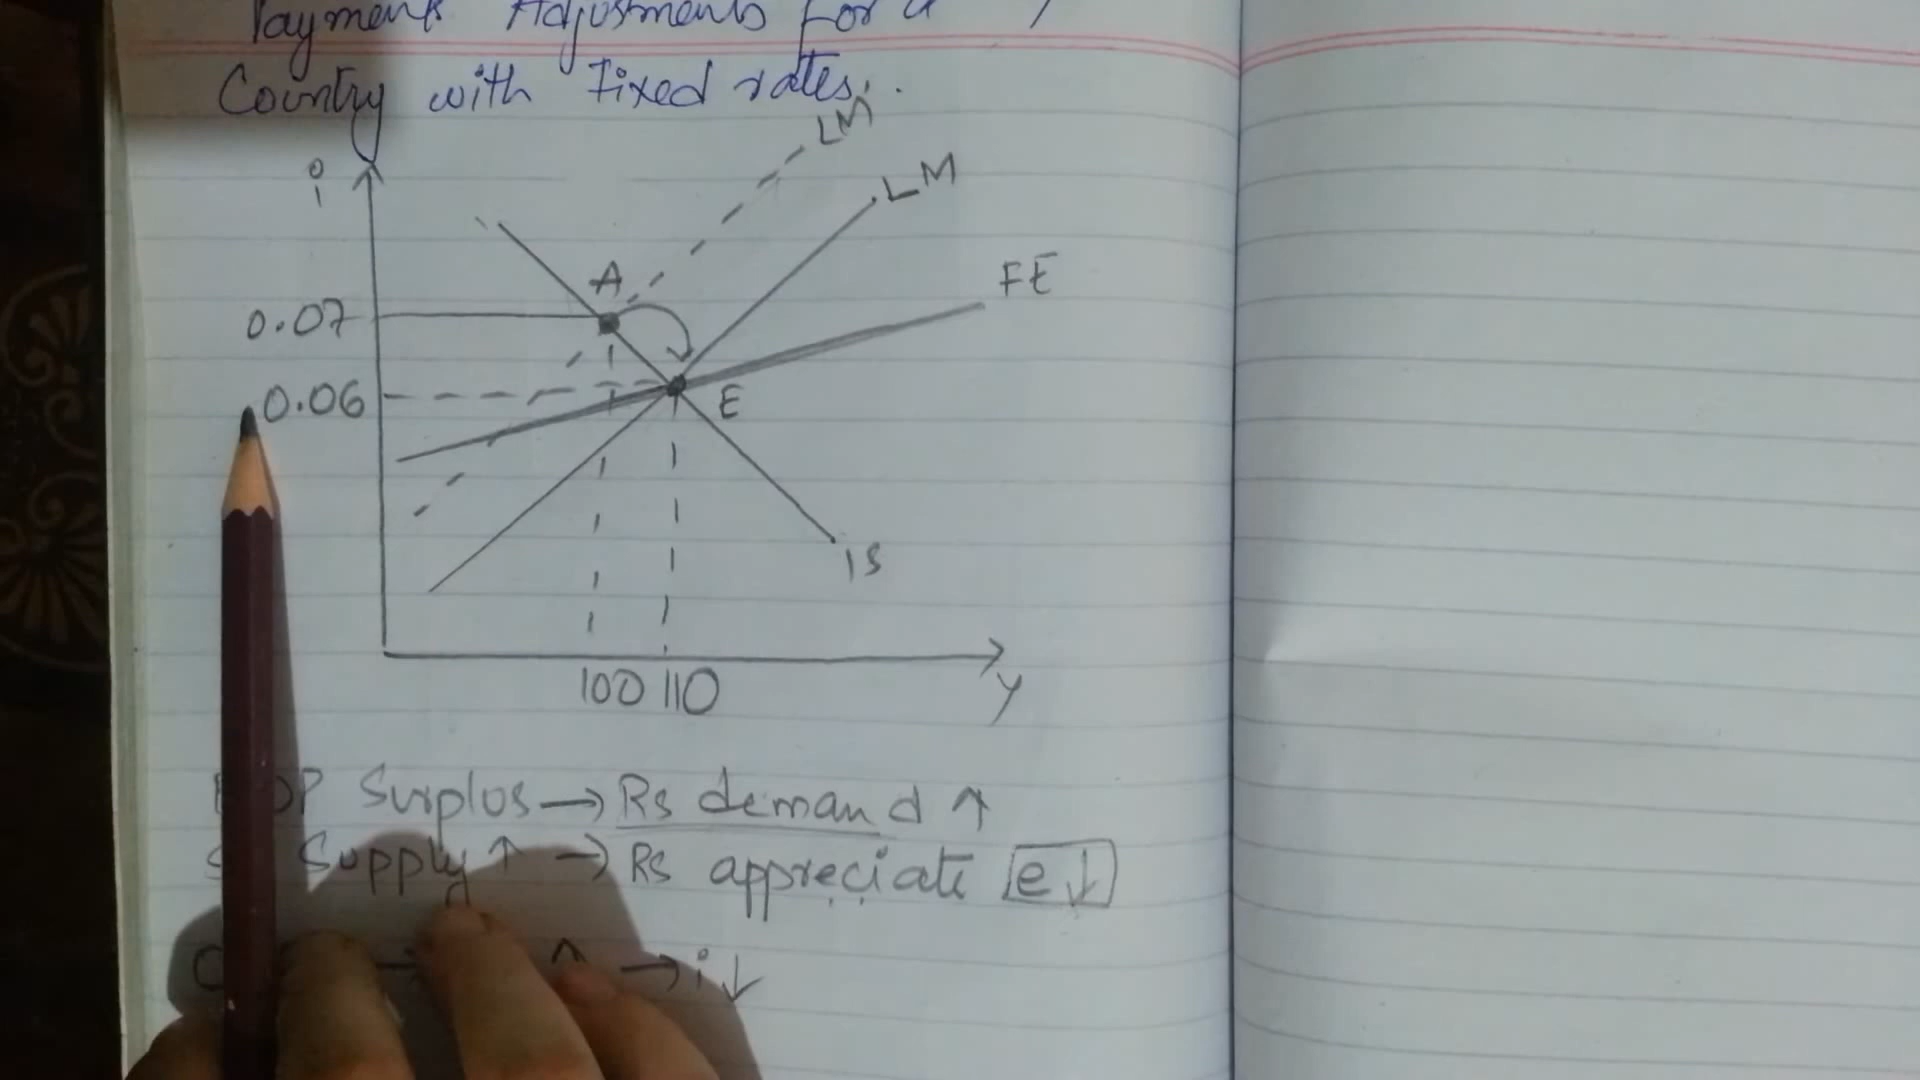 Payment Adjustments For a
Country with Fixed rates.
LM
i
LM
A
FE
0.07
0.06
E
IS
100 110
y
Surplus → Rs demand ↑
Supply ↑ → Rs appreciate e↓
→ ↑ → i↓